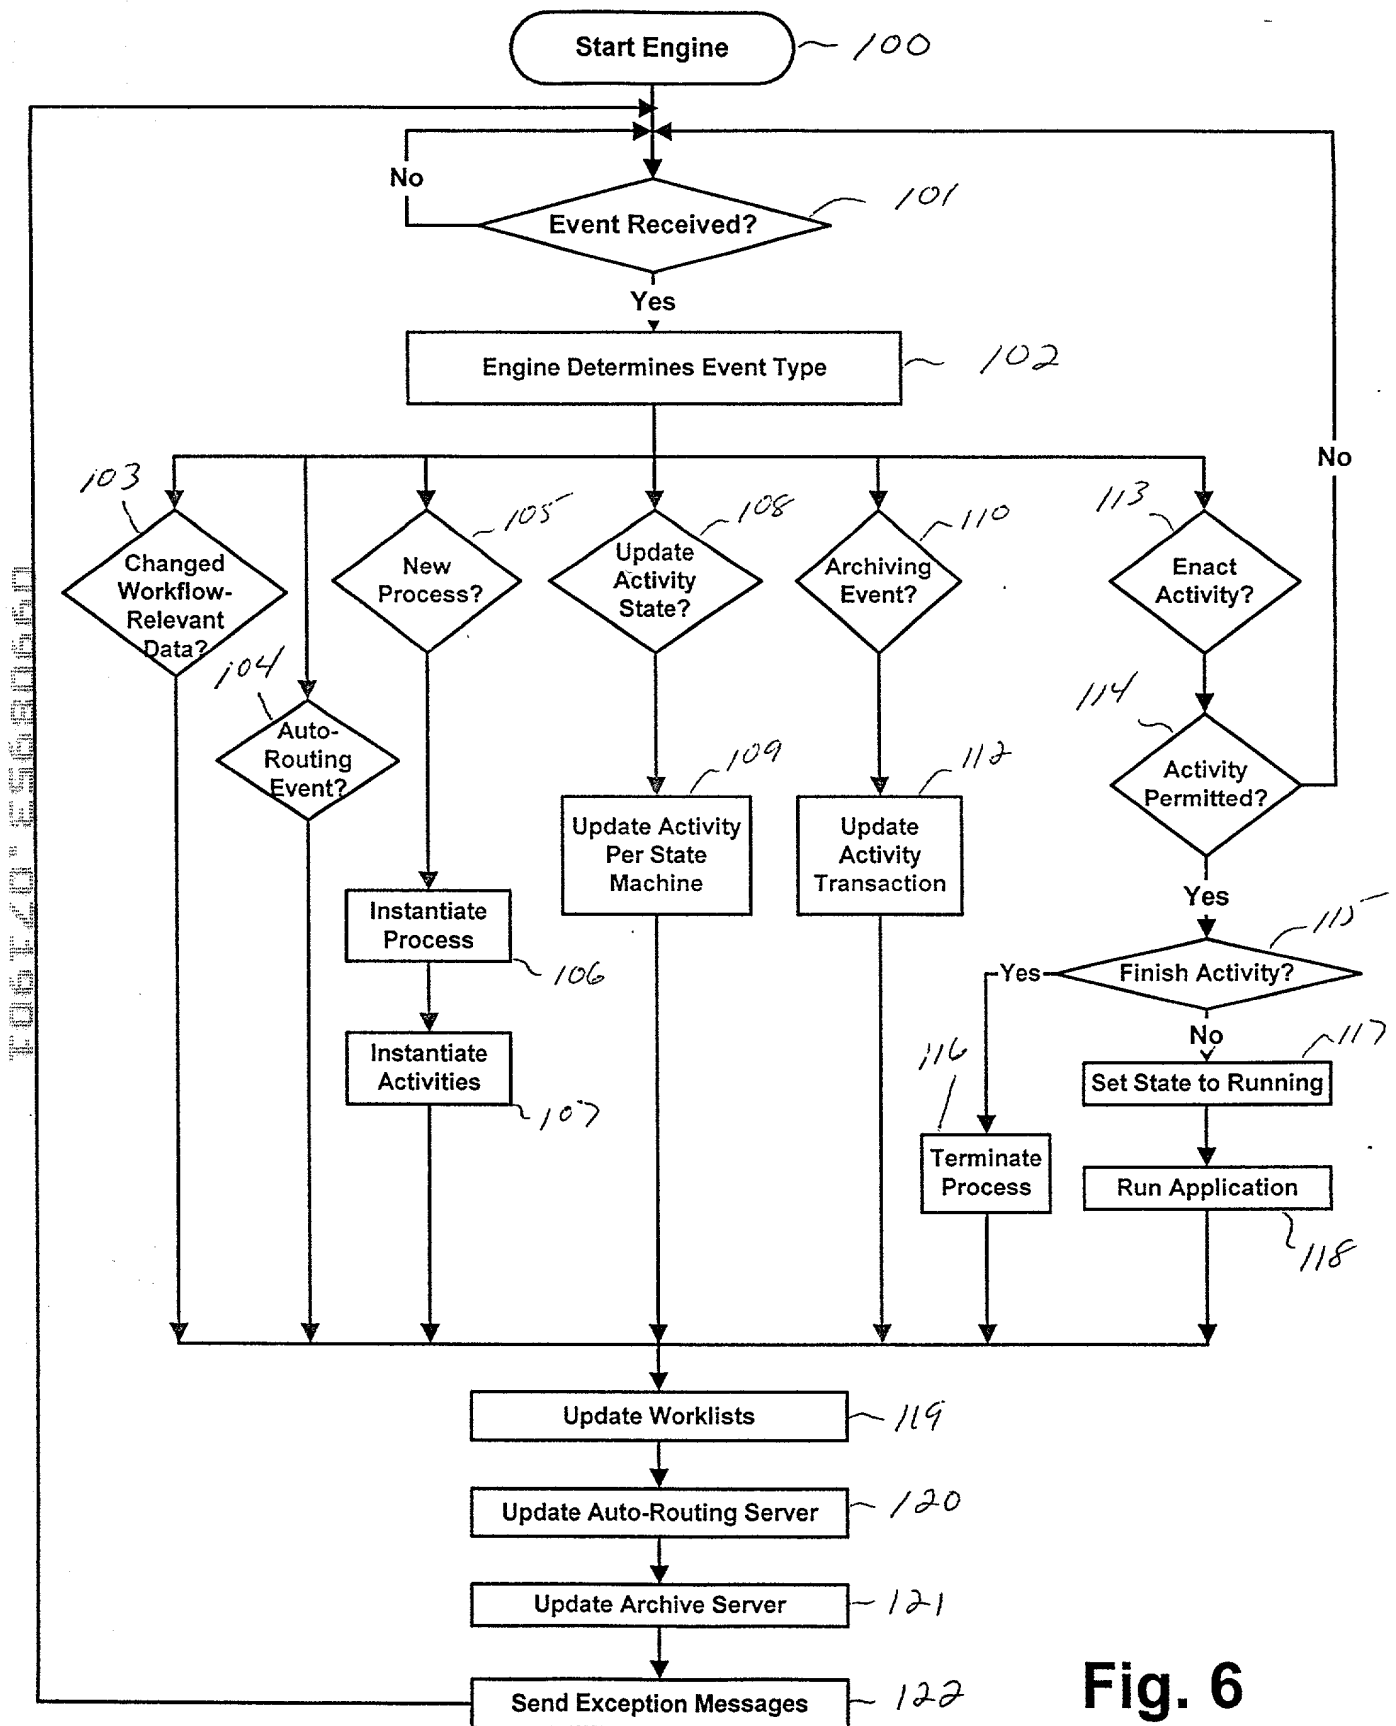 Start Engine
100
No
Event Received?
101
Yes
Engine Determines Event Type
102
No
103
Changed
Workflow-
Relevant
Data?
104
Auto-
Routing
Event?
105
New
Process?
108
Update
Activity
State?
110
Archiving
Event?
113
Enact
Activity?
114
Activity
Permitted?
109
Update Activity
Per State
Machine
112
Update
Activity
Transaction
Yes
Instantiate
Process
106
115
Finish Activity?
Yes
No
Instantiate
Activities
107
116
Terminate
Process
117
Set State to Running
Run Application
118
Update Worklists
119
Update Auto-Routing Server
120
Update Archive Server
121
Send Exception Messages
122
Fig. 6